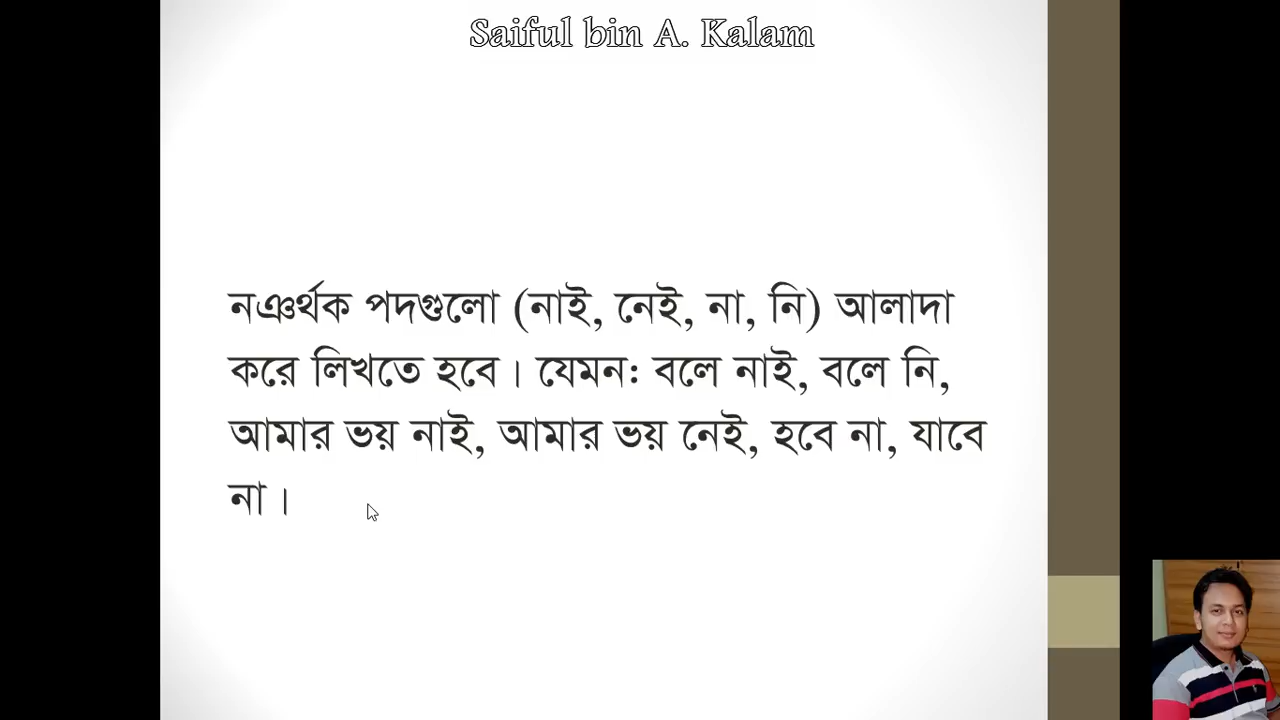 Saiful bin A. Kalam
নঞর্থক পদগুলো (নাই, নেই, না, নি) আলাদা
করে লিখতে হবে। যেমনঃ বলে নাই, বলে নি,
আমার ভয় নাই, আমার ভয় নেই, হবে না, যাবে
না।